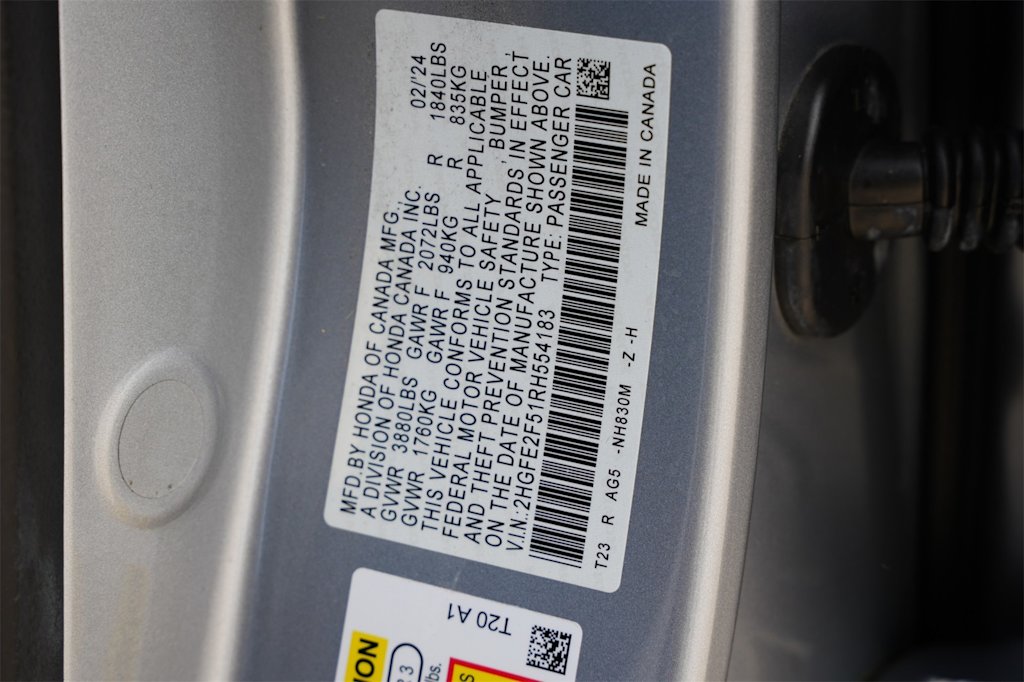 MFD.BY HONDA OF CANADA MFG. 02/'24
A DIVISION OF HONDA CANADA INC.
GVWR 3880LBS GAWR F 2072LBS R 1840LBS
GVWR 1760KG GAWR F 940KG R 835KG
THIS VEHICLE CONFORMS TO ALL APPLICABLE
FEDERAL MOTOR VEHICLE SAFETY, BUMPER,
AND THEFT PREVENTION STANDARDS IN EFFECT
ON THE DATE OF MANUFACTURE SHOWN ABOVE.
V.I.N.:2HGFE2F51RH554183 TYPE: PASSENGER CAR
T23 R AG5 -NH830M -Z -H MADE IN CANADA
T20 A1